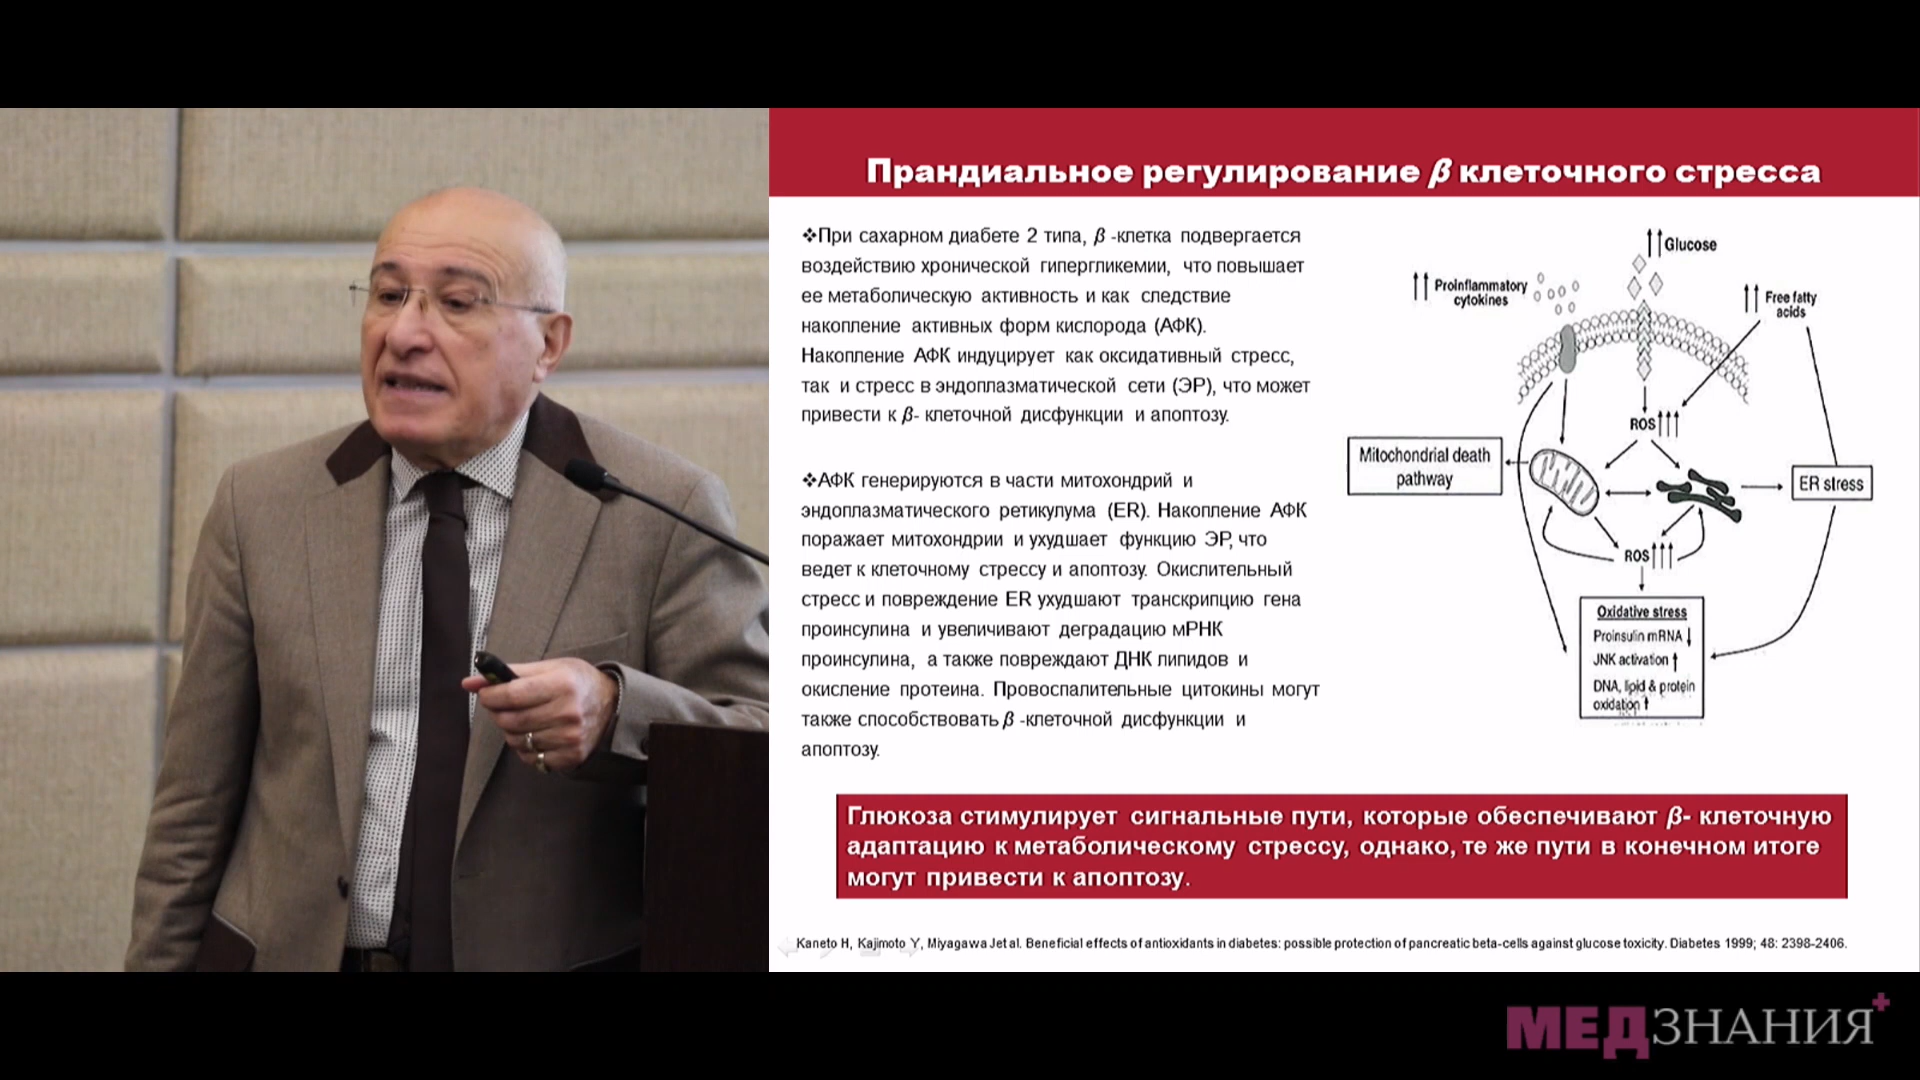 Прандиальное регулирование β клеточного стресса
❖При сахарном диабете 2 типа, β -клетка подвергается
воздействию хронической гипергликемии, что повышает
ее метаболическую активность и как следствие
накопление активных форм кислорода (АФК).
Накопление АФК индуцирует как оксидативный стресс,
так и стресс в эндоплазматической сети (ЭР), что может
привести к β- клеточной дисфункции и апоптозу.
❖АФК генерируются в части митохондрий и
эндоплазматического ретикулума (ER). Накопление АФК
поражает митохондрии и ухудшает функцию ЭР, что
ведет к клеточному стрессу и апоптозу. Окислительный
стресс и повреждение ER ухудшают транскрипцию гена
проинсулина и увеличивают деградацию мРНК
проинсулина, а также повреждают ДНК липидов и
окисление протеина. Провоспалительные цитокины могут
также способствовать β -клеточной дисфункции и
апоптозу.
↑↑ Glucose
↑↑ Proinflammatory
cytokines
↑↑ Free fatty
acids
ROS↑↑↑
Mitochondrial death
pathway
ER stress
ROS↑↑↑
Oxidative stress
Proinsulin mRNA ↓
JNK activation ↑
DNA, lipid & protein
oxidation ↑
Глюкоза стимулирует сигнальные пути, которые обеспечивают β- клеточную
адаптацию к метаболическому стрессу, однако, те же пути в конечном итоге
могут привести к апоптозу.
Kaneto H, Kajimoto Y, Miyagawa J et al. Beneficial effects of antioxidants in diabetes: possible protection of pancreatic beta-cells against glucose toxicity. Diabetes 1999; 48: 2398-2406.
МЕДЗНАНИЯ+